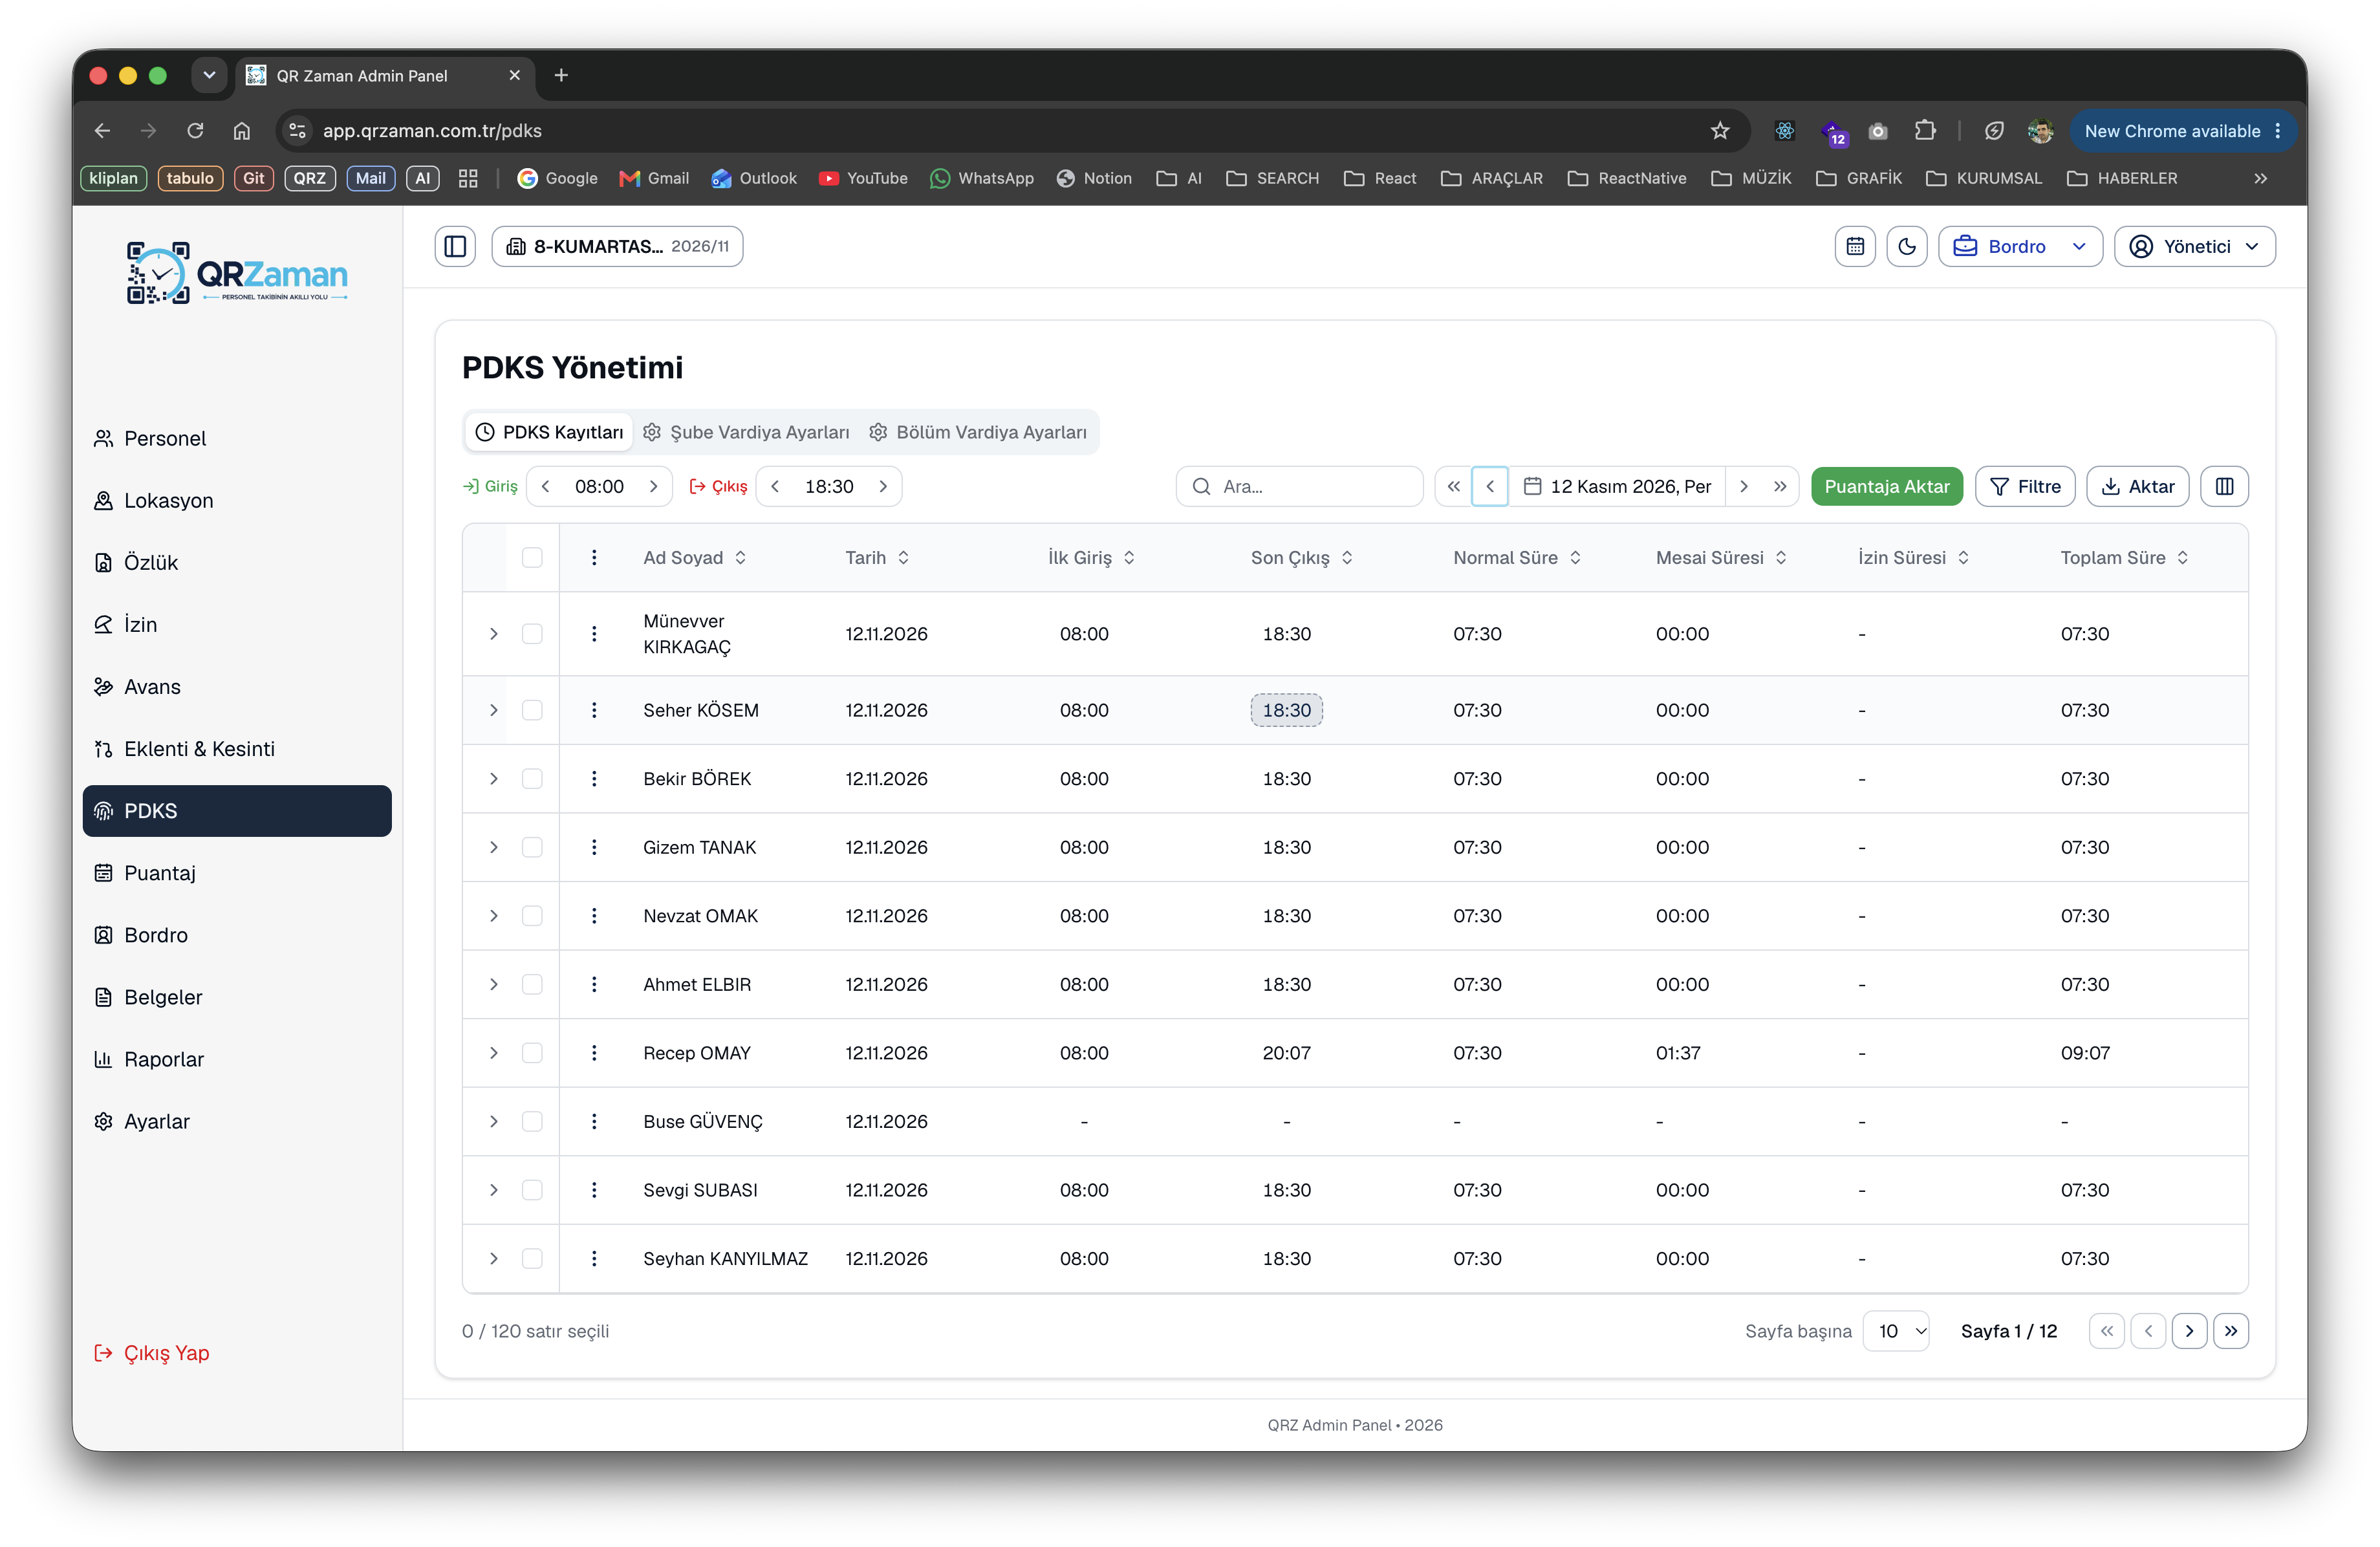 QR Zaman Admin Panel
app.qrzaman.com.tr/pdks
12
New Chrome available
kliplan tabulo Git QRZ Mail AI Google Gmail Outlook YouTube WhatsApp Notion AI SEARCH React ARAÇLAR ReactNative MÜZİK GRAFİK KURUMSAL HABERLER
QRZaman
PERSONEL TAKİBİNİN AKILLI YOLU
8-KUMARTAS... 2026/11
Bordro
Yönetici
Personel
Lokasyon
Özlük
İzin
Avans
Eklenti & Kesinti
PDKS
Puantaj
Bordro
Belgeler
Raporlar
Ayarlar
Çıkış Yap
PDKS Yönetimi
PDKS Kayıtları Şube Vardiya Ayarları Bölüm Vardiya Ayarları
Giriş 08:00 Çıkış 18:30 Ara... 12 Kasım 2026, Per Puantaja Aktar Filtre Aktar
Ad Soyad Tarih İlk Giriş Son Çıkış Normal Süre Mesai Süresi İzin Süresi Toplam Süre
Münevver
KIRKAGAÇ 12.11.2026 08:00 18:30 07:30 00:00 - 07:30
Seher KÖSEM 12.11.2026 08:00 18:30 07:30 00:00 - 07:30
Bekir BÖREK 12.11.2026 08:00 18:30 07:30 00:00 - 07:30
Gizem TANAK 12.11.2026 08:00 18:30 07:30 00:00 - 07:30
Nevzat OMAK 12.11.2026 08:00 18:30 07:30 00:00 - 07:30
Ahmet ELBIR 12.11.2026 08:00 18:30 07:30 00:00 - 07:30
Recep OMAY 12.11.2026 08:00 20:07 07:30 01:37 - 09:07
Buse GÜVENÇ 12.11.2026 - - - - - -
Sevgi SUBASI 12.11.2026 08:00 18:30 07:30 00:00 - 07:30
Seyhan KANYILMAZ 12.11.2026 08:00 18:30 07:30 00:00 - 07:30
0 / 120 satır seçili
Sayfa başına 10 Sayfa 1 / 12
QRZ Admin Panel • 2026